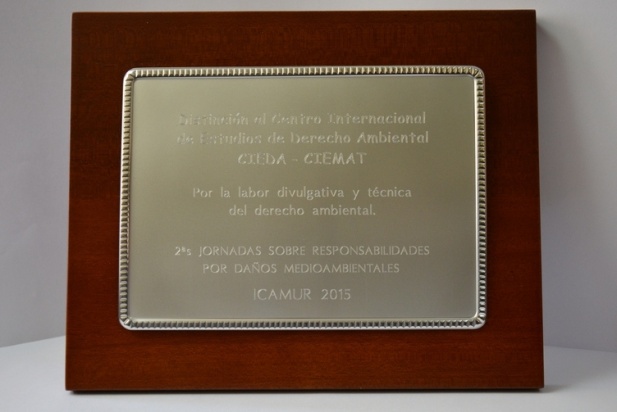 Distinción al Centro Internacional
de Estudios de Derecho Ambiental
CIEDA - CIEMAT
Por la labor divulgativa y técnica
del derecho ambiental.
2ªs JORNADAS SOBRE RESPONSABILIDADES
POR DAÑOS MEDIOAMBIENTALES
ICAMUR 2015